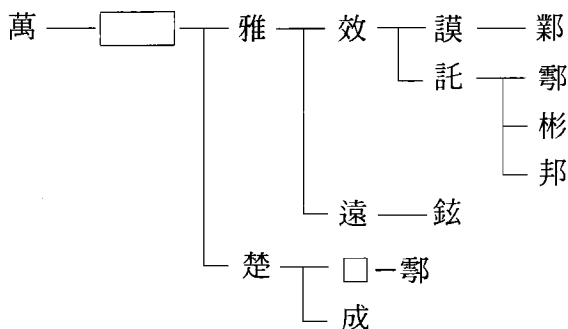 萬 雅 效 謨 鄴
託 鄠
彬
邦
遠 鉉
楚 □ 鄠
成